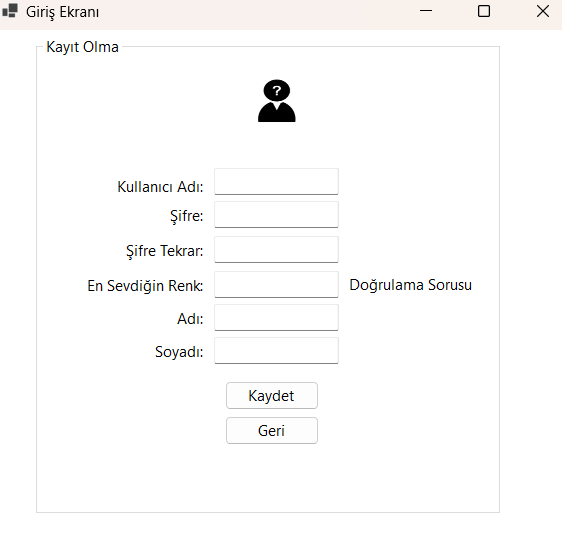 Giriş Ekranı
Kayıt Olma
?
Kullanıcı Adı:
Şifre:
Şifre Tekrar:
En Sevdiğin Renk: Doğrulama Sorusu
Adı:
Soyadı:
Kaydet
Geri